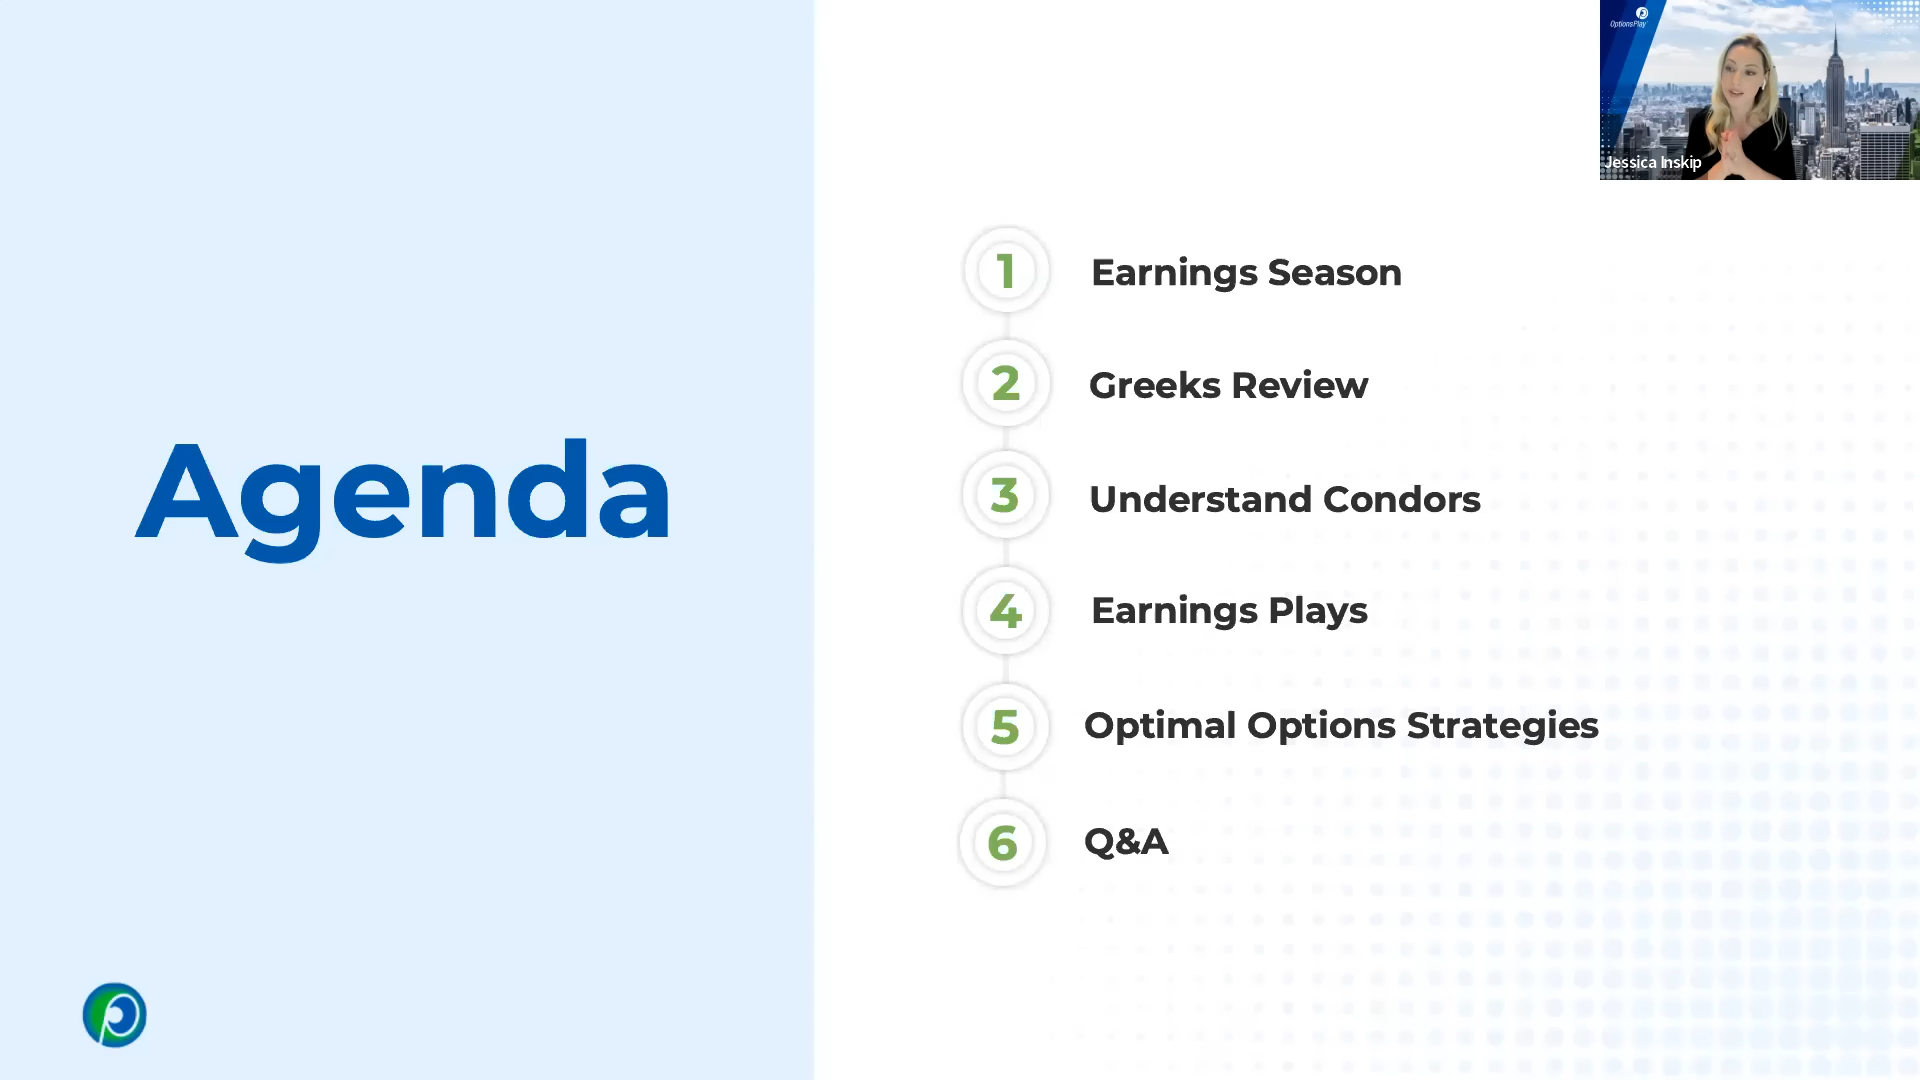 OptionsPlay
Jessica Inskip
Agenda
1 Earnings Season
2 Greeks Review
3 Understand Condors
4 Earnings Plays
5 Optimal Options Strategies
6 Q&A